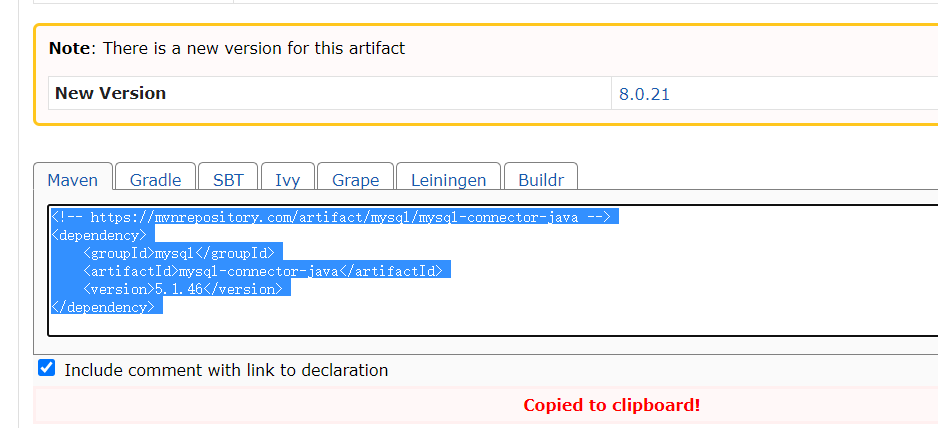 Note: There is a new version for this artifact
New Version 8.0.21
Maven Gradle SBT Ivy Grape Leiningen Buildr
<!-- https://mvnrepository.com/artifact/mysql/mysql-connector-java -->
<dependency>
    <groupId>mysql</groupId>
    <artifactId>mysql-connector-java</artifactId>
    <version>5.1.46</version>
</dependency>
Include comment with link to declaration
Copied to clipboard!